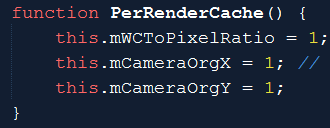 function PerRenderCache() {
    this.mWCToPixelRatio = 1;
    this.mCameraOrgX = 1; //
    this.mCameraOrgY = 1;
}